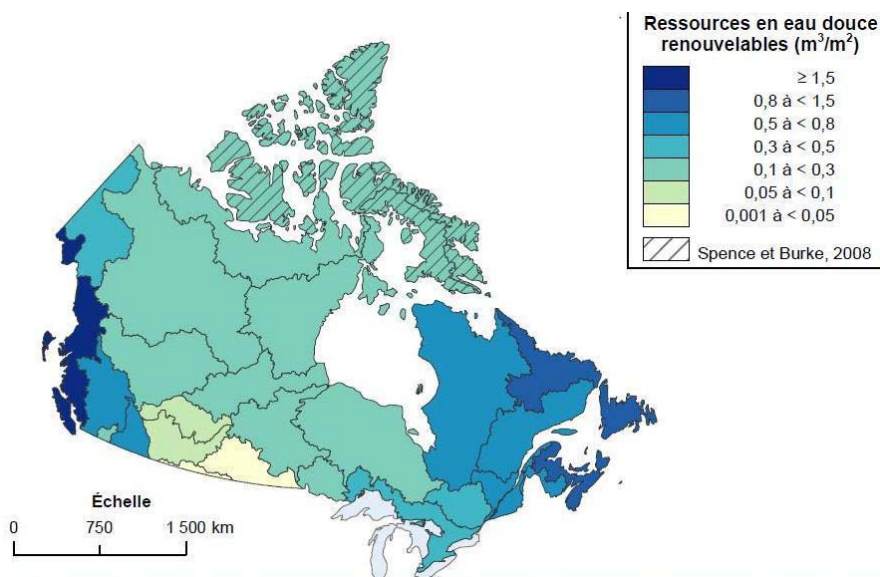 Ressources en eau douce
renouvelables (m³/m²)
≥ 1,5
0,8 à < 1,5
0,5 à < 0,8
0,3 à < 0,5
0,1 à < 0,3
0,05 à < 0,1
0,001 à < 0,05
Spence et Burke, 2008
Échelle
0 750 1 500 km